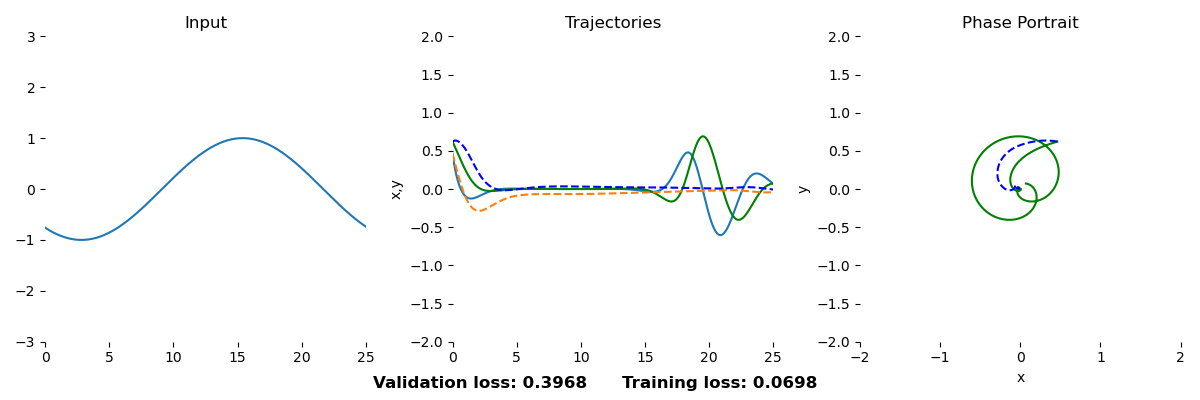 Input
3
2
1
0
−1
−2
−3
0 5 10 15 20 25
Trajectories
x,y
2.0
1.5
1.0
0.5
0.0
−0.5
−1.0
−1.5
−2.0
0 5 10 15 20 25
Phase Portrait
y
2.0
1.5
1.0
0.5
0.0
−0.5
−1.0
−1.5
−2.0
−2 −1 0 1 2
x
Validation loss: 0.3968 Training loss: 0.0698